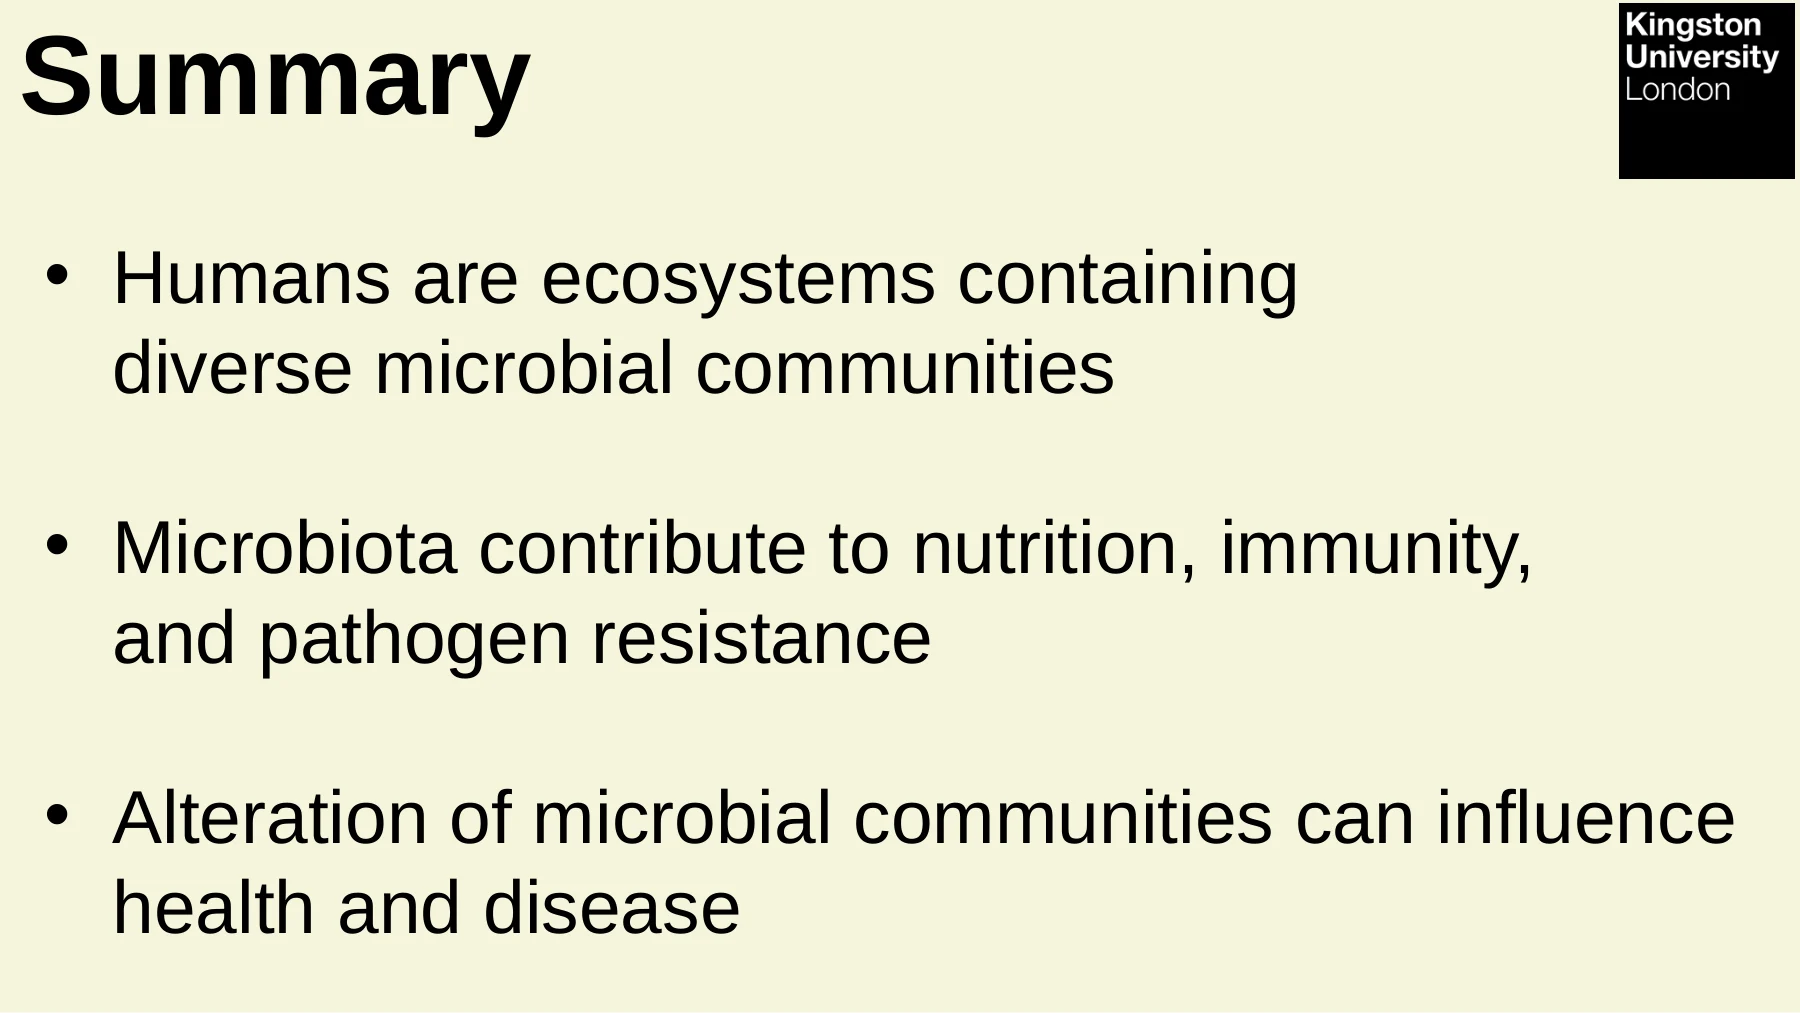 Summary
Kingston
University
London
• Humans are ecosystems containing
diverse microbial communities
• Microbiota contribute to nutrition, immunity,
and pathogen resistance
• Alteration of microbial communities can influence
health and disease